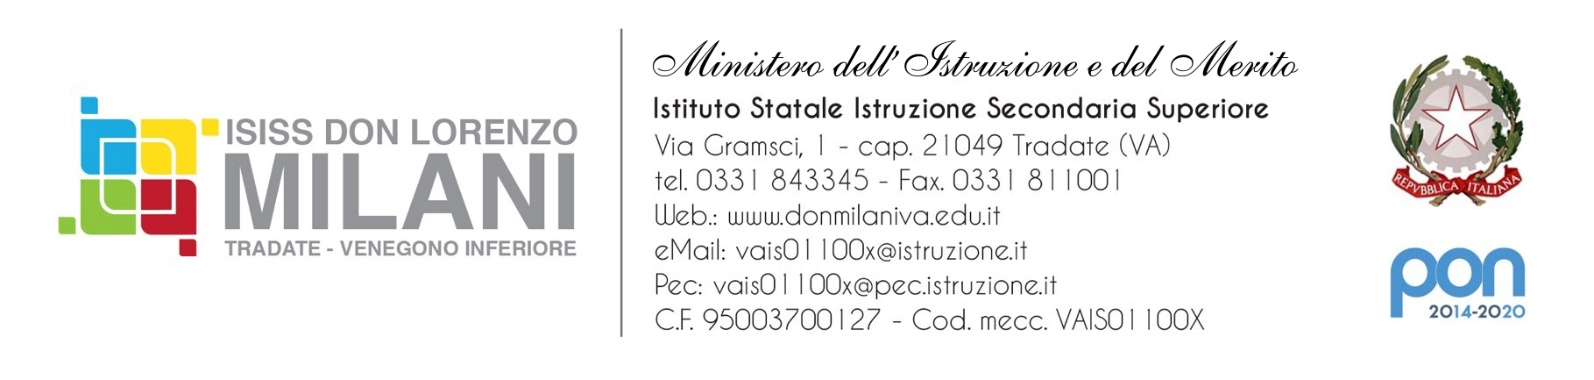 ISISS DON LORENZO
MILANI
TRADATE - VENEGONO INFERIORE
Ministero dell'Istruzione e del Merito
Istituto Statale Istruzione Secondaria Superiore
Via Gramsci, 1 - cap. 21049 Tradate (VA)
tel. 0331 843345 - Fax. 0331 811001
Web.: www.donmilaniva.edu.it
eMail: vais01100x@istruzione.it
Pec: vais01100x@pec.istruzione.it
C.F. 95003700127 - Cod. mecc. VAIS01100X
REPVBBLICA ITALIANA
pon
2014-2020